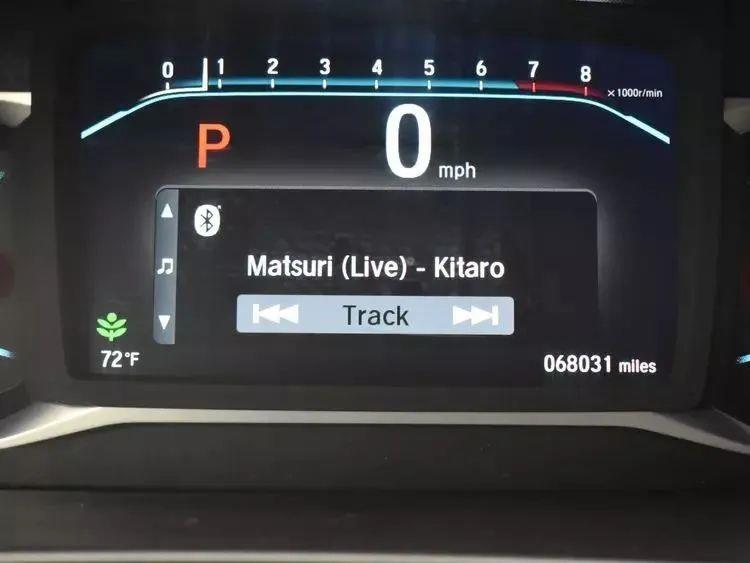 0 1 2 3 4 5 6 7 8
x1000r/min
P 0 mph
Matsuri (Live) - Kitaro
Track
72°F
068031 miles